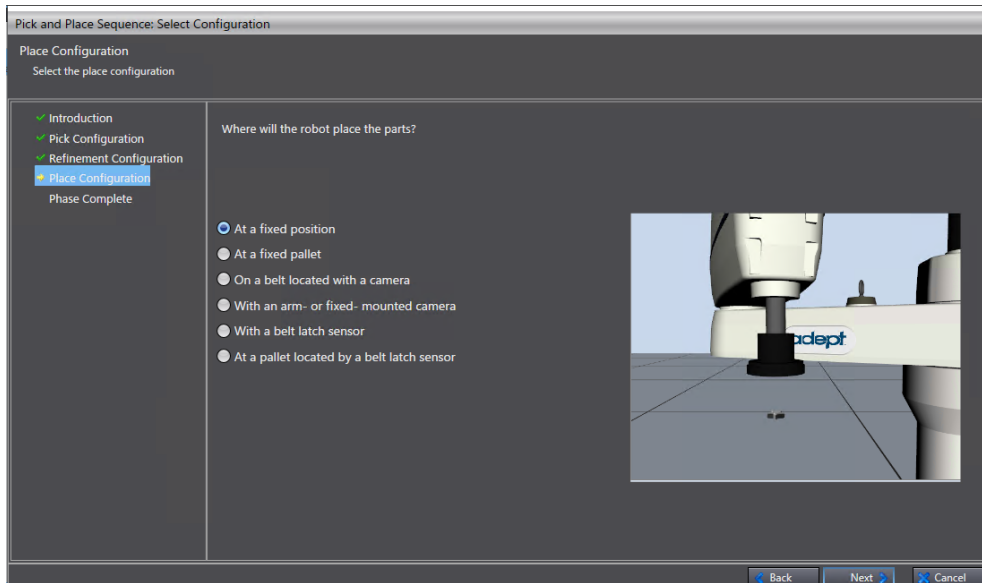 Pick and Place Sequence: Select Configuration
Place Configuration
Select the place configuration
Introduction
Pick Configuration
Refinement Configuration
Place Configuration
Phase Complete
Where will the robot place the parts?
At a fixed position
At a fixed pallet
On a belt located with a camera
With an arm- or fixed- mounted camera
With a belt latch sensor
At a pallet located by a belt latch sensor
adept
Back
Next
Cancel